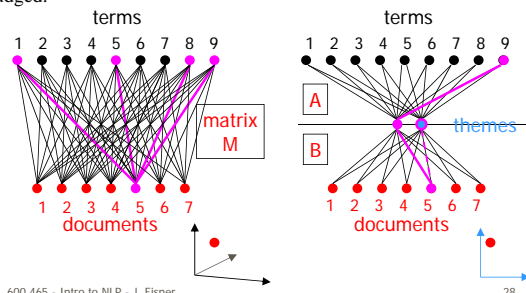 terms
1 2 3 4 5 6 7 8 9
matrix
M
1 2 3 4 5 6 7
documents
terms
1 2 3 4 5 6 7 8 9
A
themes
B
1 2 3 4 5 6 7
documents
600.465 - Intro to NLP - J. Eisner
28